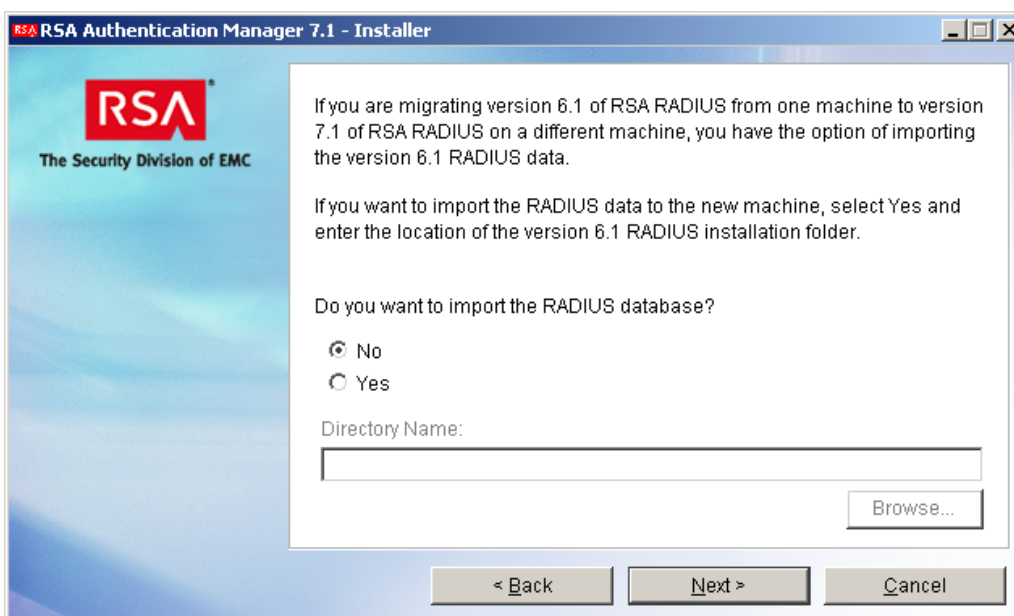 RSA RSA Authentication Manager 7.1 - Installer
RSA
The Security Division of EMC
If you are migrating version 6.1 of RSA RADIUS from one machine to version
7.1 of RSA RADIUS on a different machine, you have the option of importing
the version 6.1 RADIUS data.
If you want to import the RADIUS data to the new machine, select Yes and
enter the location of the version 6.1 RADIUS installation folder.
Do you want to import the RADIUS database?
No
Yes
Directory Name:
Browse...
< Back
Next >
Cancel